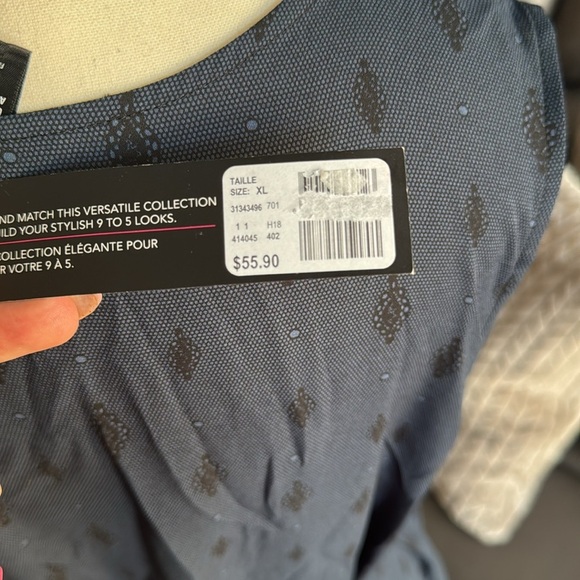 ND MATCH THIS VERSATILE COLLECTION
ILD YOUR STYLISH 9 TO 5 LOOKS.
COLLECTION ÉLÉGANTE POUR
R VOTRE 9 À 5.
TAILLE
SIZE: XL
31343496 701
1 1 H18
414045 402
$55.90